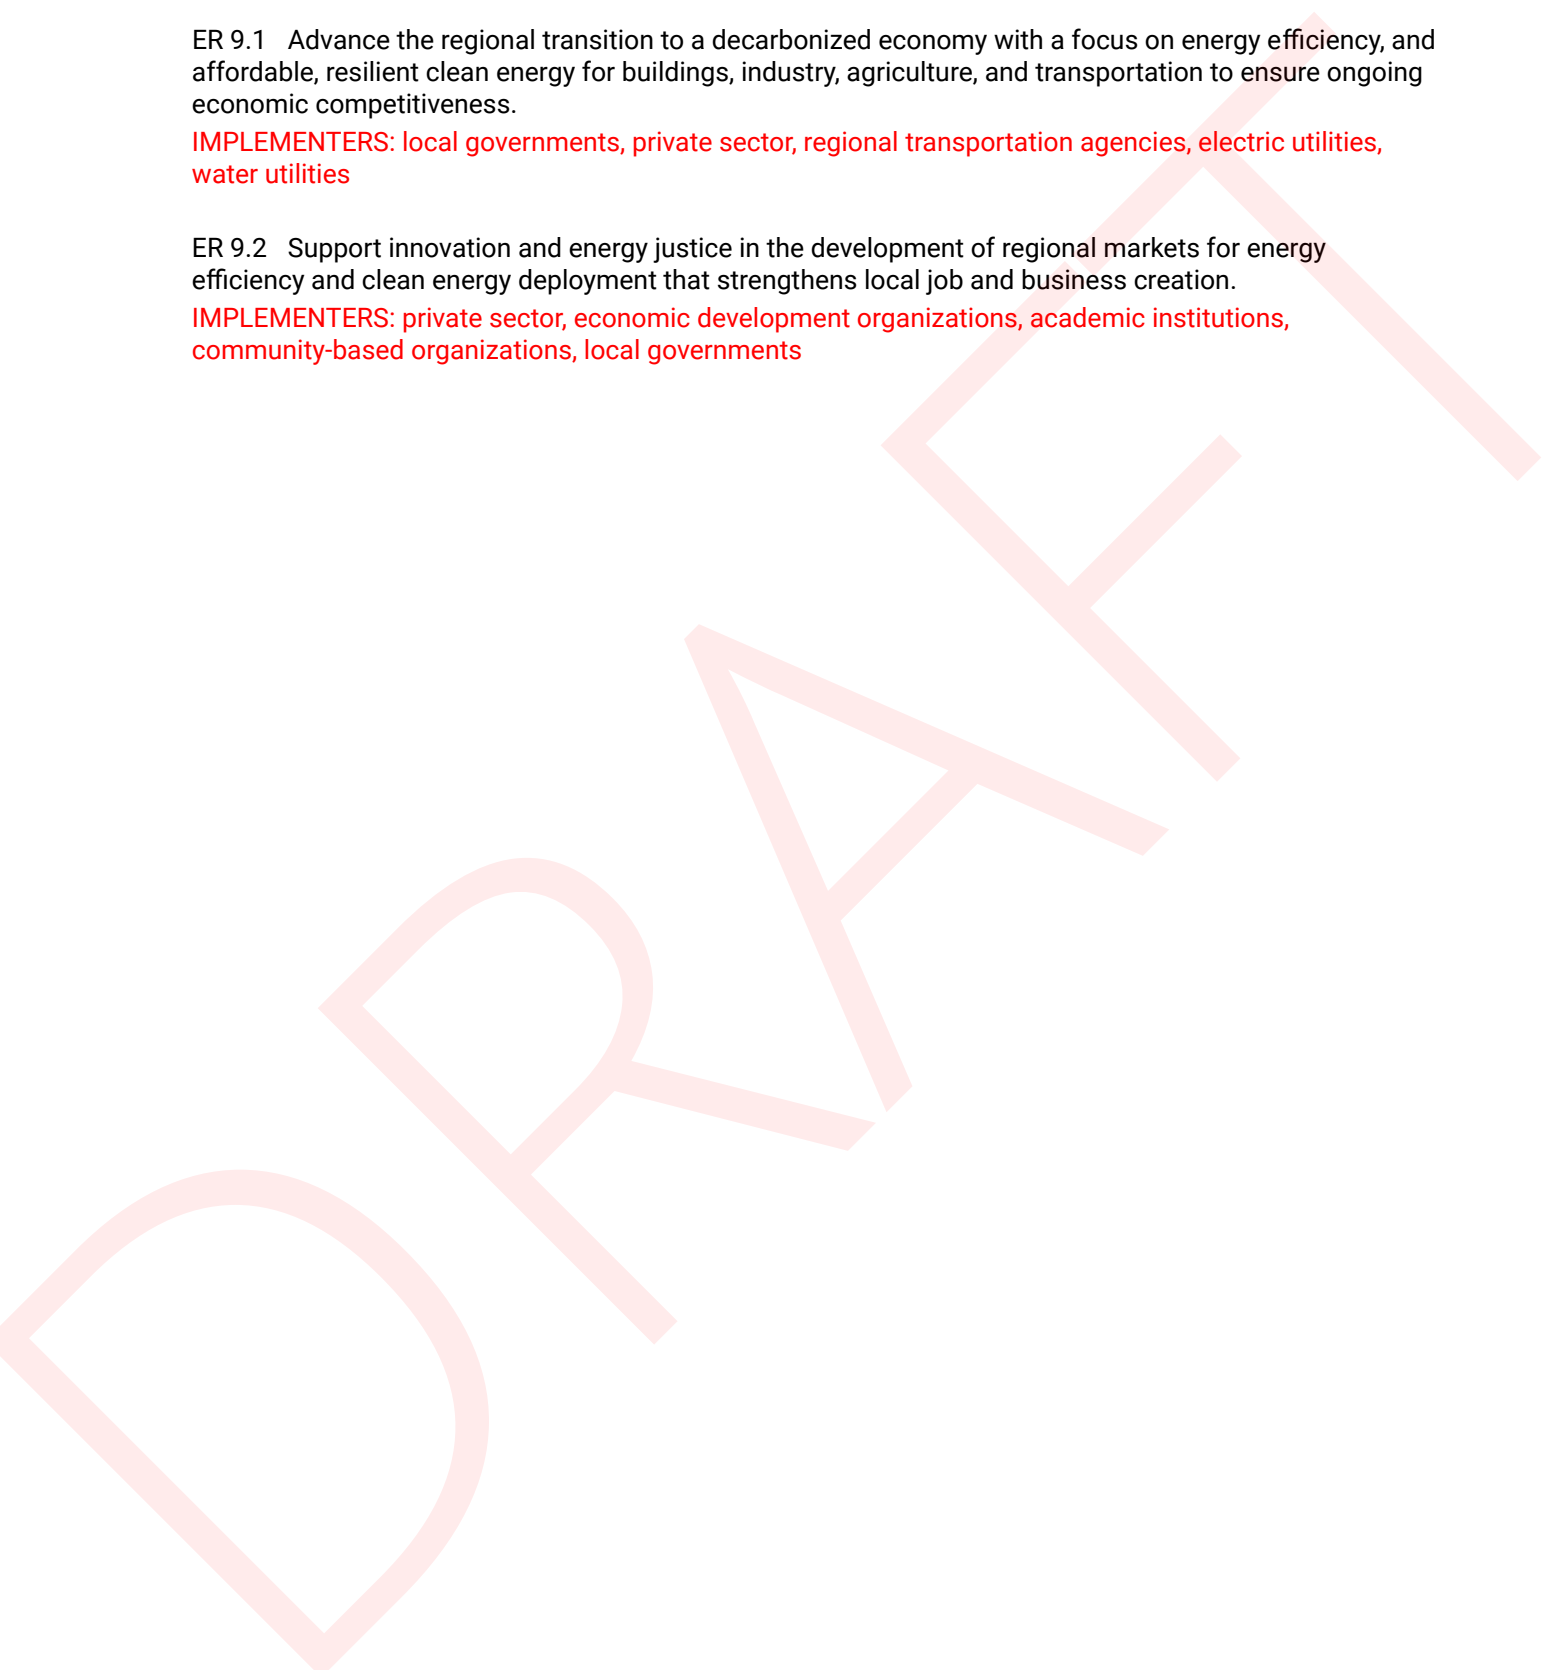 ER 9.1 Advance the regional transition to a decarbonized economy with a focus on energy efficiency, and
affordable, resilient clean energy for buildings, industry, agriculture, and transportation to ensure ongoing
economic competitiveness.
IMPLEMENTERS: local governments, private sector, regional transportation agencies, electric utilities,
water utilities
ER 9.2 Support innovation and energy justice in the development of regional markets for energy
efficiency and clean energy deployment that strengthens local job and business creation.
IMPLEMENTERS: private sector, economic development organizations, academic institutions,
community-based organizations, local governments
DRAFT